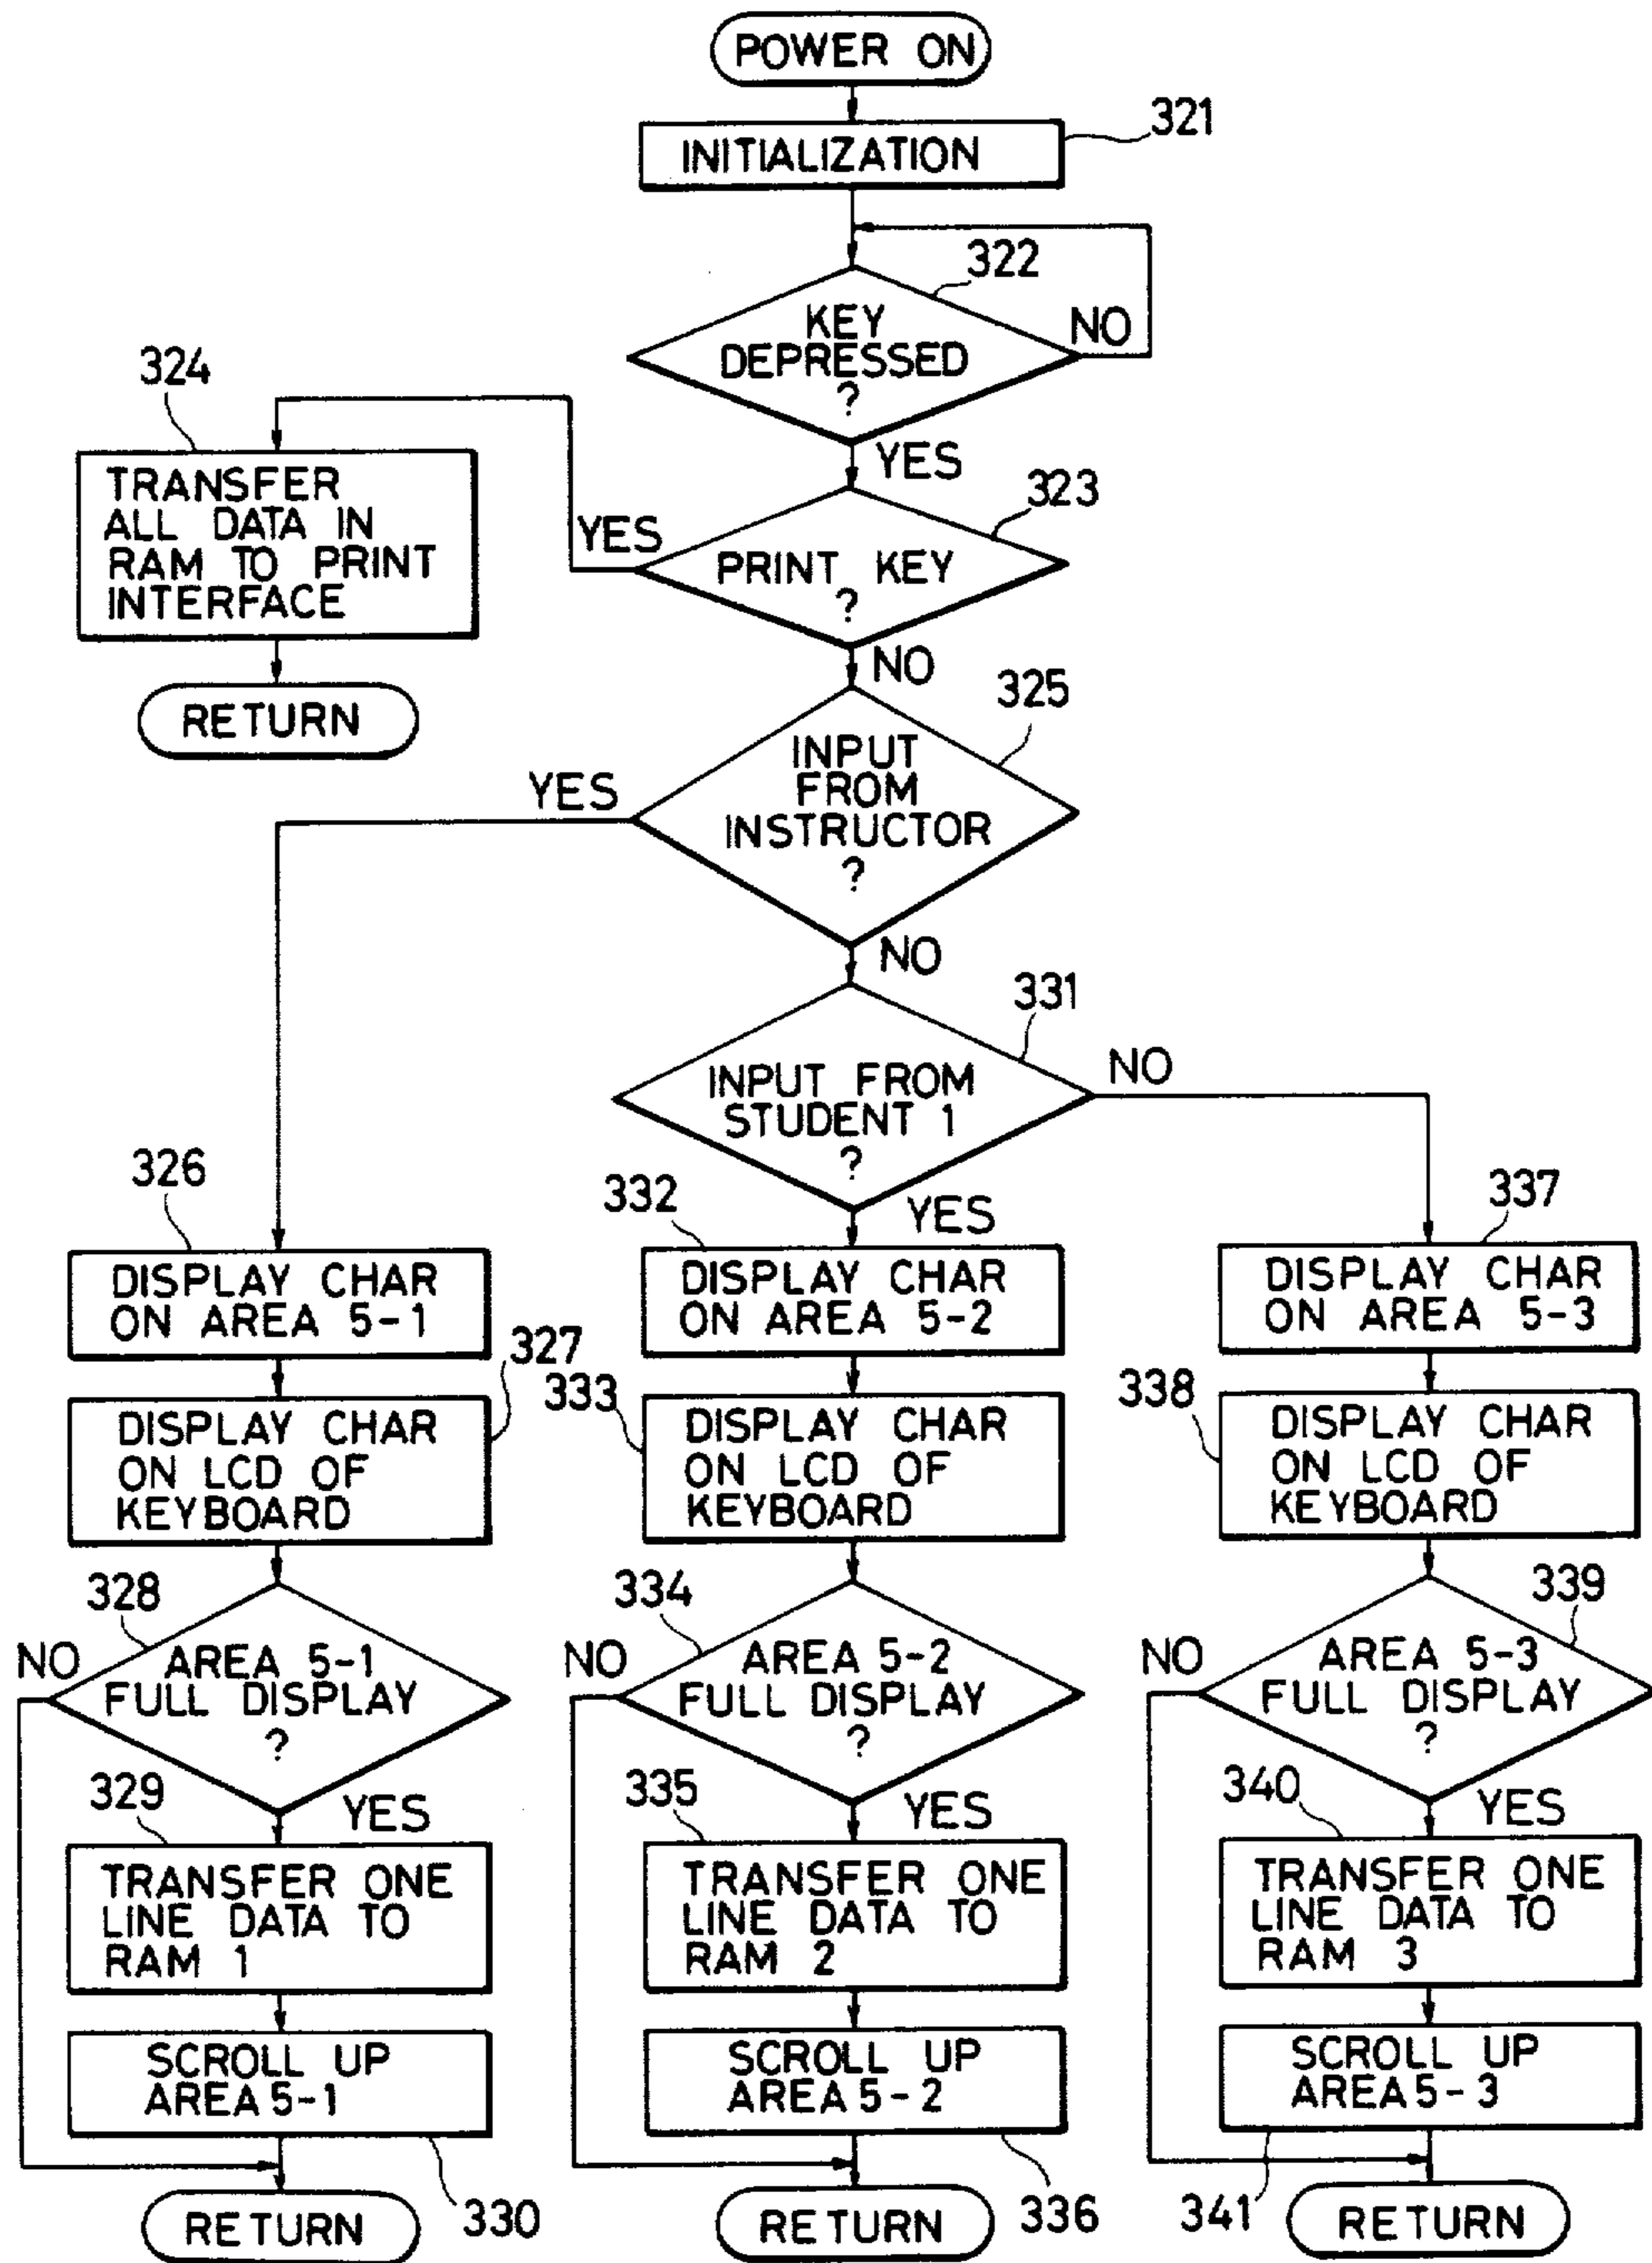 POWER ON
321
INITIALIZATION
322
KEY
DEPRESSED
?
NO
YES
324
TRANSFER
ALL DATA IN
RAM TO PRINT
INTERFACE
RETURN
323
YES
PRINT KEY
?
NO
325
INPUT
FROM
INSTRUCTOR
?
YES
NO
331
INPUT FROM
STUDENT 1
?
NO
YES
326
DISPLAY CHAR
ON AREA 5-1
327
DISPLAY CHAR
ON LCD OF
KEYBOARD
328
NO
AREA 5-1
FULL DISPLAY
?
329
YES
TRANSFER ONE
LINE DATA TO
RAM 1
SCROLL UP
AREA 5-1
330
RETURN
332
DISPLAY CHAR
ON AREA 5-2
333
DISPLAY CHAR
ON LCD OF
KEYBOARD
334
NO
AREA 5-2
FULL DISPLAY
?
335
YES
TRANSFER ONE
LINE DATA TO
RAM 2
SCROLL UP
AREA 5-2
336
RETURN
337
DISPLAY CHAR
ON AREA 5-3
338
DISPLAY CHAR
ON LCD OF
KEYBOARD
339
NO
AREA 5-3
FULL DISPLAY
?
340
YES
TRANSFER ONE
LINE DATA TO
RAM 3
SCROLL UP
AREA 5-3
341
RETURN